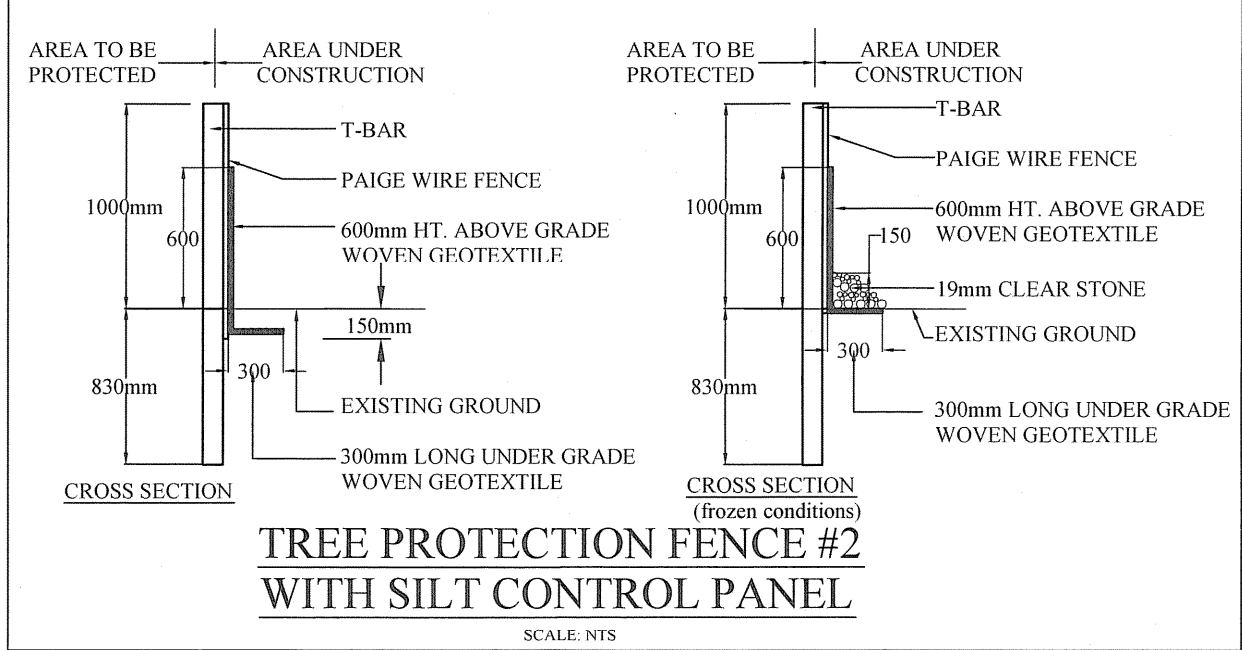 AREA TO BE
PROTECTED
AREA UNDER
CONSTRUCTION
T-BAR
PAIGE WIRE FENCE
1000mm
600
600mm HT. ABOVE GRADE
WOVEN GEOTEXTILE
150mm
300
830mm
EXISTING GROUND
300mm LONG UNDER GRADE
WOVEN GEOTEXTILE
CROSS SECTION
AREA TO BE
PROTECTED
AREA UNDER
CONSTRUCTION
T-BAR
PAIGE WIRE FENCE
1000mm
600
600mm HT. ABOVE GRADE
WOVEN GEOTEXTILE
150
19mm CLEAR STONE
EXISTING GROUND
300
830mm
300mm LONG UNDER GRADE
WOVEN GEOTEXTILE
CROSS SECTION
(frozen conditions)
TREE PROTECTION FENCE #2
WITH SILT CONTROL PANEL
SCALE: NTS